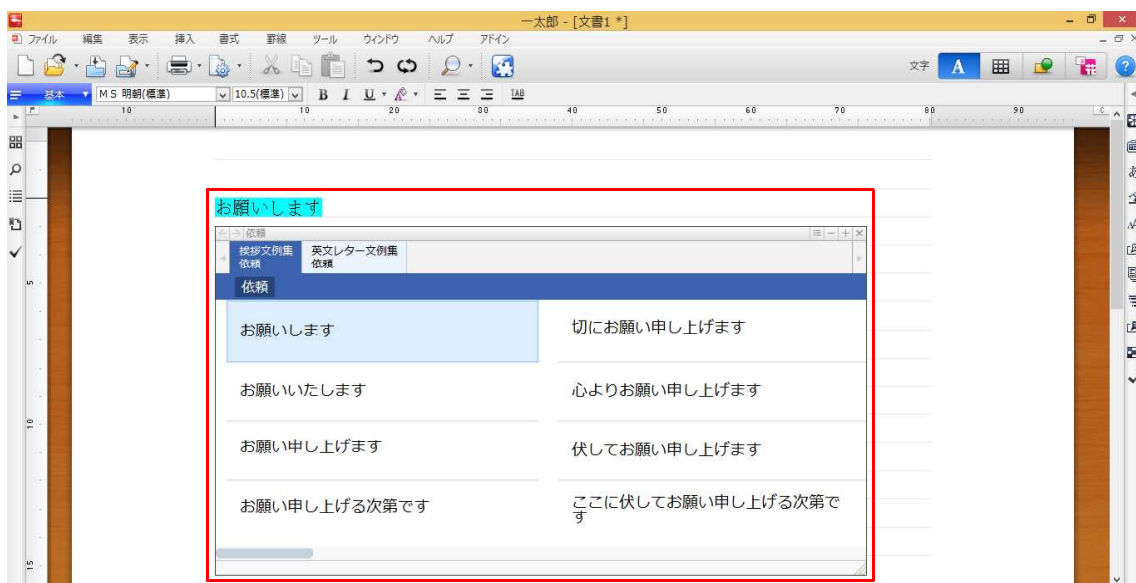 一太郎 - [文書1 *]
ファイル 編集 表示 挿入 書式 罫線 ツール ウィンドウ ヘルプ アドイン
文字 A
基本 MS 明朝(標準) 10.5(標準) B I U TAB
10 10 20 30 40 50 60 70 80 90
お願いします
依頼
挨拶文例集 依頼
英文レター文例集 依頼
依頼
お願いします
切にお願い申し上げます
お願いいたします
心よりお願い申し上げます
お願い申し上げます
伏してお願い申し上げます
お願い申し上げる次第です
ここに伏してお願い申し上げる次第で
す
5
10
15